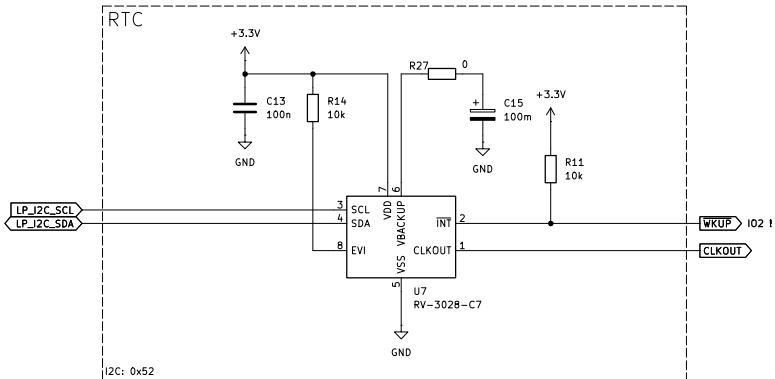 RTC
+3.3V
R27
0
C13
100n
R14
10k
+
C15
100m
+3.3V
GND
GND
R11
10k
7
6
LP_I2C_SCL
3
SCL
VDD
VBACKUP
LP_I2C_SDA
4
SDA
INT
2
WKUP
IO2
8
EVI
CLKOUT
1
CLKOUT
VSS
5
U7
RV-3028-C7
GND
I2C: 0x52